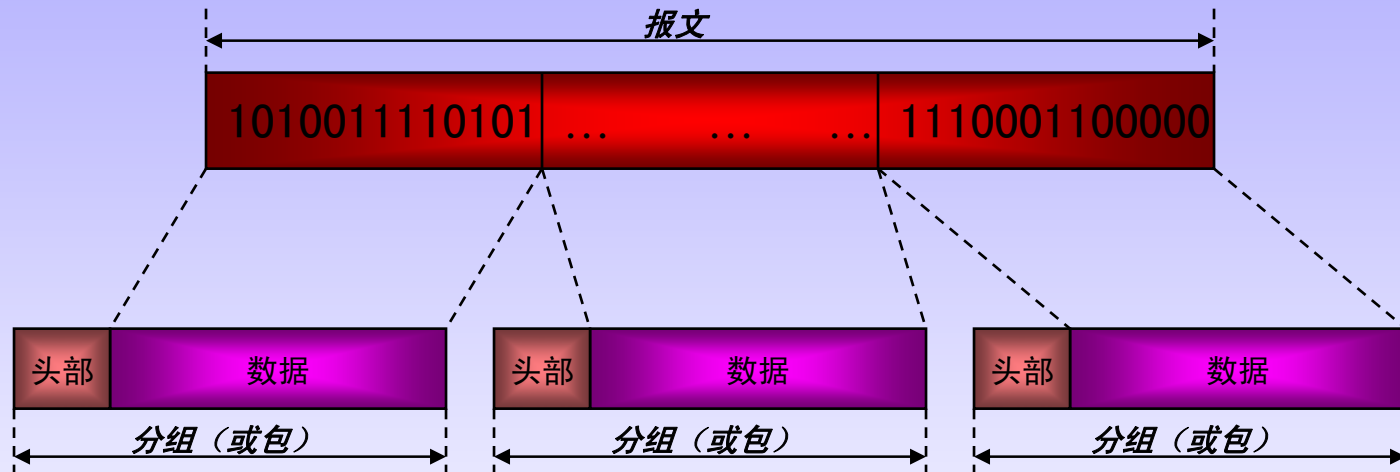 报文
1010011110101 ... ... ... 1110001100000
头部 数据 头部 数据 头部 数据
分组（或包） 分组（或包） 分组（或包）